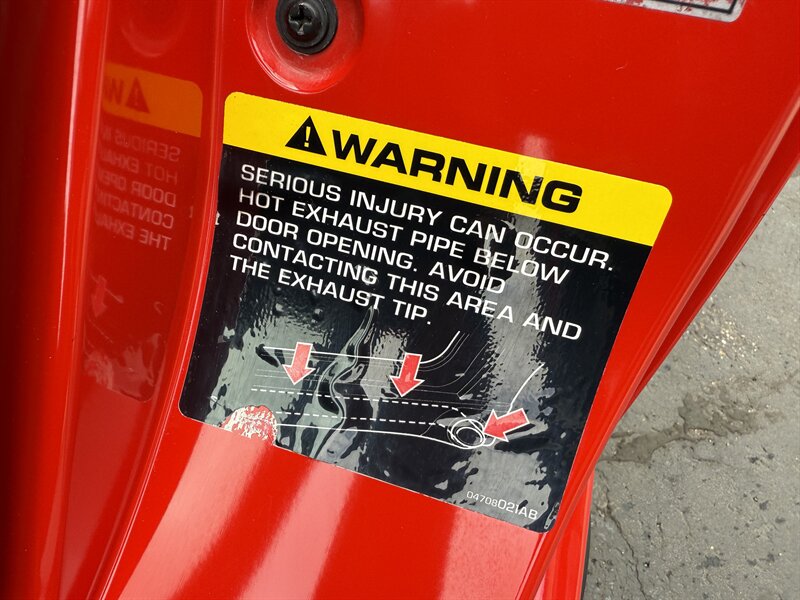 WARNING
SERIOUS INJURY CAN OCCUR.
HOT EXHAUST PIPE BELOW
DOOR OPENING. AVOID
CONTACTING THIS AREA AND
THE EXHAUST TIP.
04708021AB